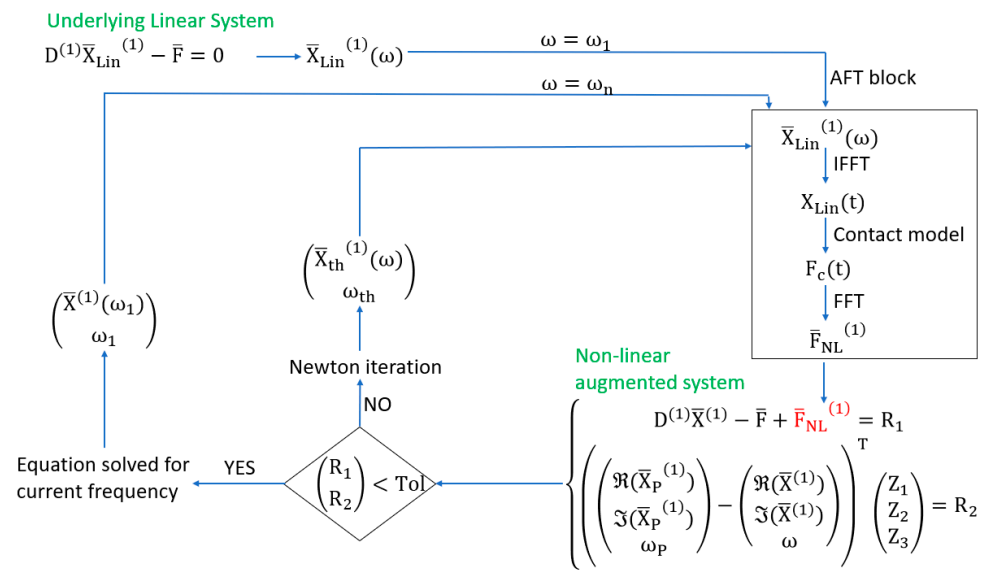 Underlying Linear System
D⁽¹⁾X̅_Lin⁽¹⁾ − F̅ = 0
X̅_Lin⁽¹⁾(ω)
ω = ω₁
AFT block
ω = ωₙ
X̅_Lin⁽¹⁾(ω)
IFFT
X_Lin(t)
Contact model
F_c(t)
FFT
F̅_NL⁽¹⁾
(X̅_th⁽¹⁾(ω)
ω_th)
(X̅⁽¹⁾(ω₁)
ω₁)
Newton iteration
NO
Non-linear
augmented system
D⁽¹⁾X̅⁽¹⁾ − F̅ + F̅_NL⁽¹⁾ = R₁
((ℜ(X̅_P⁽¹⁾) − (ℜ(X̅⁽¹⁾) T (Z₁
ℑ(X̅_P⁽¹⁾) ℑ(X̅⁽¹⁾) Z₂ = R₂
ω_P) ω)) Z₃)
(R₁
R₂) < Tol
YES
Equation solved for
current frequency